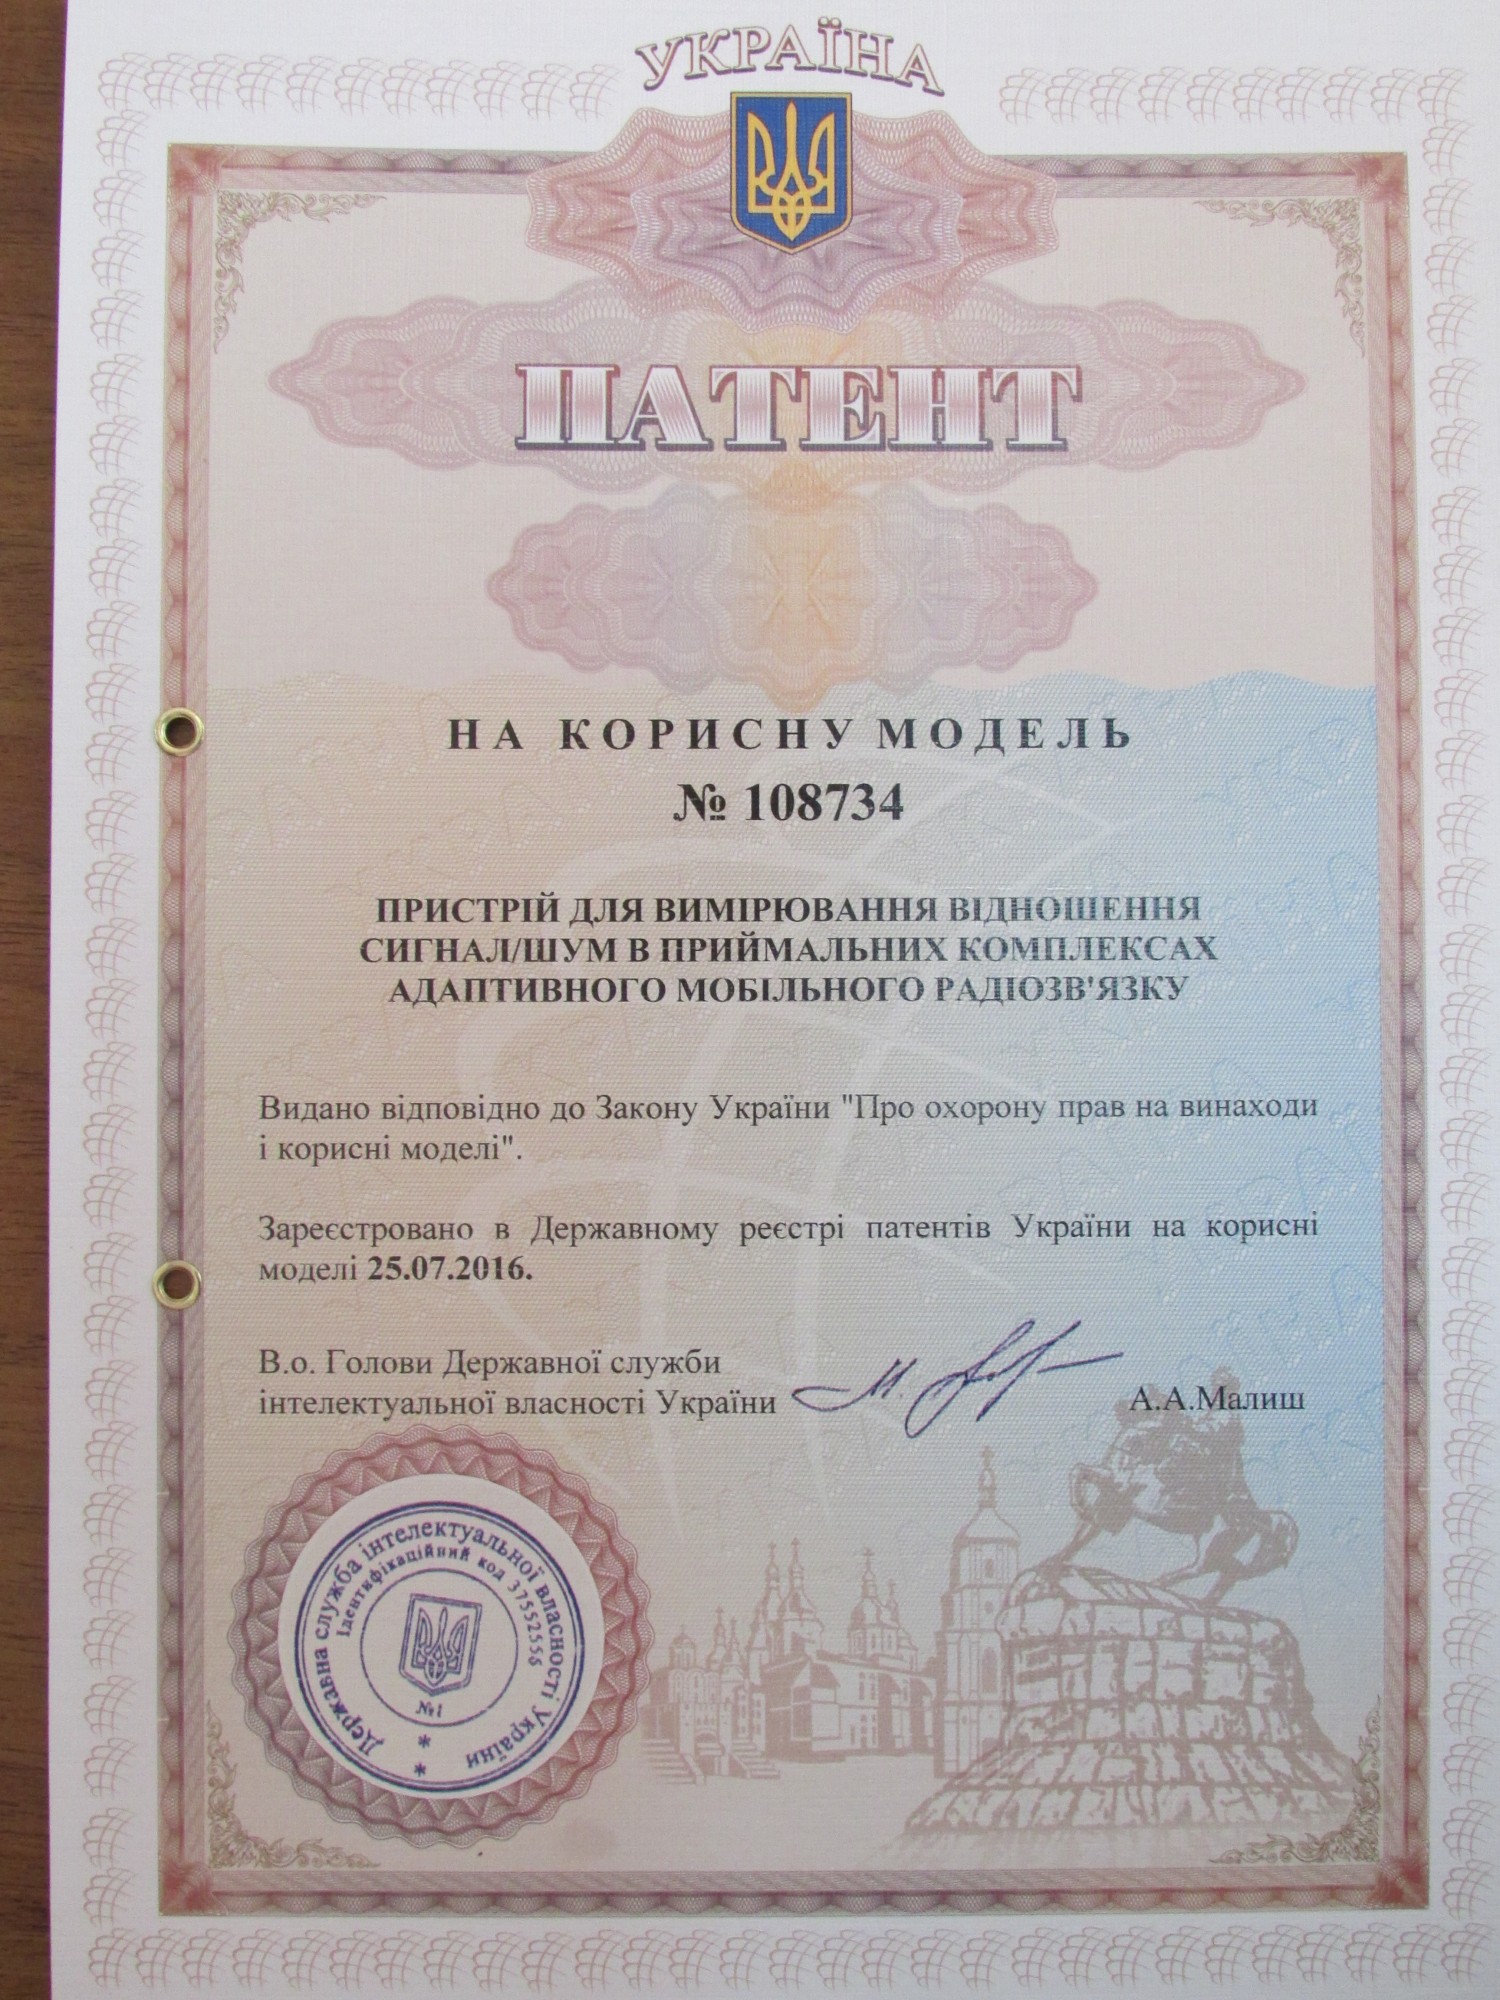 УКРАЇНА
ПАТЕНТ
НА КОРИСНУ МОДЕЛЬ
№ 108734
ПРИСТРІЙ ДЛЯ ВИМІРЮВАННЯ ВІДНОШЕННЯ
СИГНАЛ/ШУМ В ПРИЙМАЛЬНИХ КОМПЛЕКСАХ
АДАПТИВНОГО МОБІЛЬНОГО РАДІОЗВ'ЯЗКУ
Видано відповідно до Закону України "Про охорону прав на винаходи
і корисні моделі".
Зареєстровано в Державному реєстрі патентів України на корисні
моделі 25.07.2016.
В.о. Голови Державної служби
інтелектуальної власності України
А.А.Малиш
Державна служба інтелектуальної власності України
Ідентифікаційний код 37552556
№1